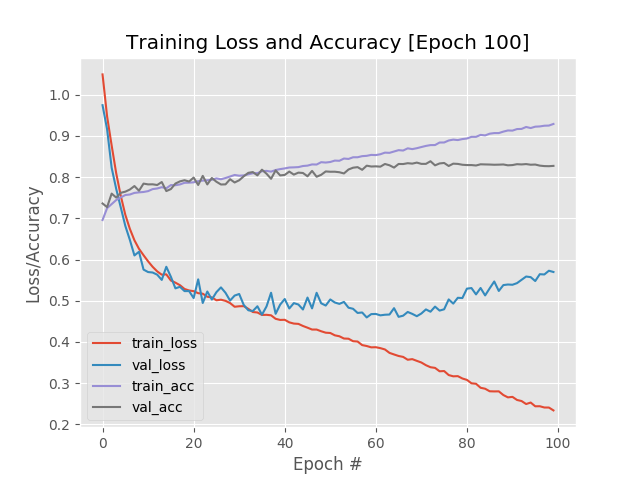 Training Loss and Accuracy [Epoch 100]
Loss/Accuracy
1.0
0.9
0.8
0.7
0.6
0.5
0.4
0.3
0.2
train_loss
val_loss
train_acc
val_acc
0 20 40 60 80 100
Epoch #